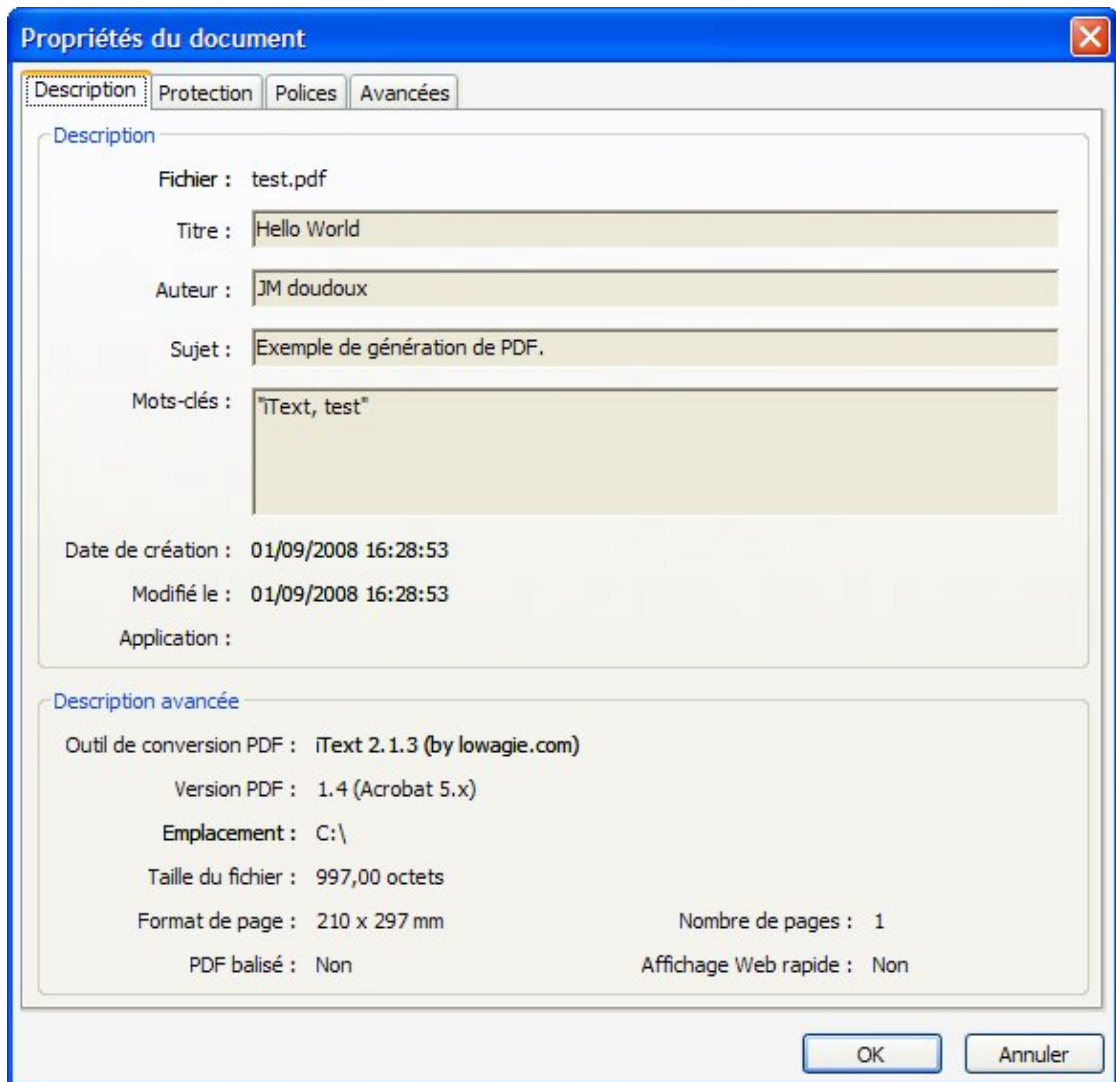 Propriétés du document
Description Protection Polices Avancées
Description
Fichier : test.pdf
Titre : Hello World
Auteur : JM doudoux
Sujet : Exemple de génération de PDF.
Mots-clés : "iText, test"
Date de création : 01/09/2008 16:28:53
Modifié le : 01/09/2008 16:28:53
Application :
Description avancée
Outil de conversion PDF : iText 2.1.3 (by lowagie.com)
Version PDF : 1.4 (Acrobat 5.x)
Emplacement : C:\
Taille du fichier : 997,00 octets
Format de page : 210 x 297 mm Nombre de pages : 1
PDF balisé : Non Affichage Web rapide : Non
OK Annuler